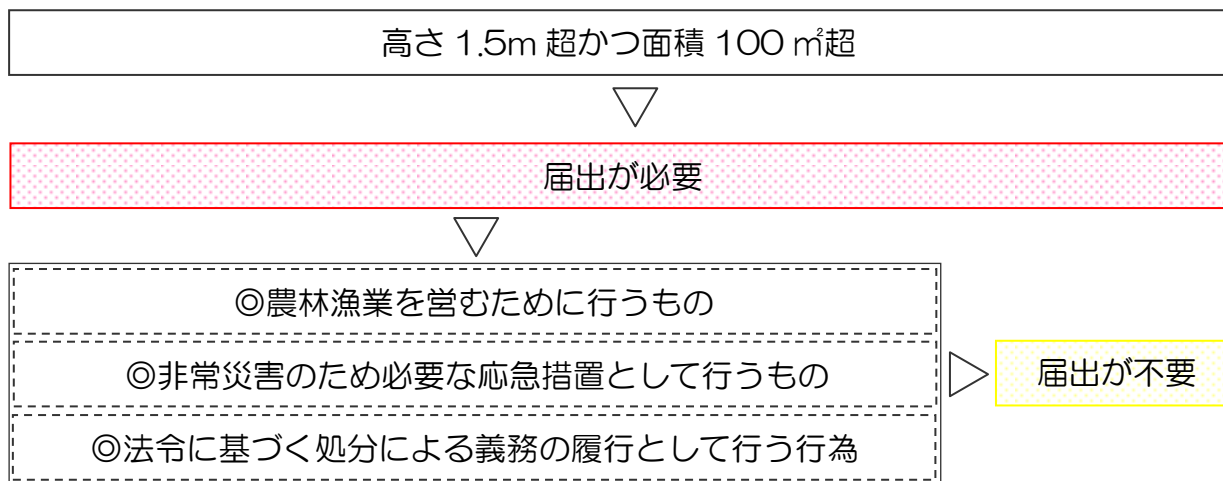 高さ 1.5m 超かつ面積 100 ㎡超
届出が必要
◎農林漁業を営むために行うもの
◎非常災害のため必要な応急措置として行うもの
届出が不要
◎法令に基づく処分による義務の履行として行う行為